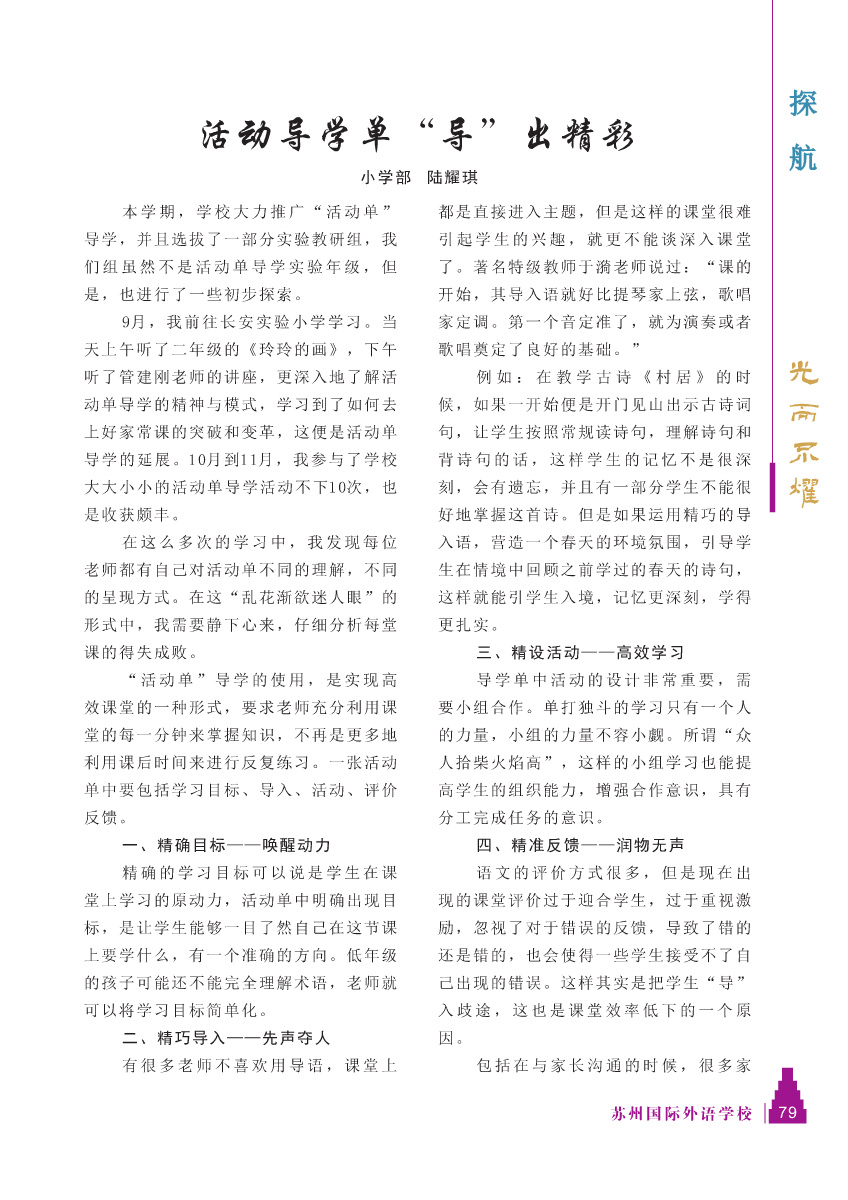 活动导学单“导”出精彩
小学部 陆耀琪
本学期，学校大力推广“活动单”
导学，并且选拔了一部分实验教研组，我
们组虽然不是活动单导学实验年级，但
是，也进行了一些初步探索。
9月，我前往长安实验小学学习。当
天上午听了二年级的《玲玲的画》，下午
听了管建刚老师的讲座，更深入地了解活
动单导学的精神与模式，学习到了如何去
上好家常课的突破和变革，这便是活动单
导学的延展。10月到11月，我参与了学校
大大小小的活动单导学活动不下10次，也
是收获颇丰。
在这么多次的学习中，我发现每位
老师都有自己对活动单不同的理解，不同
的呈现方式。在这“乱花渐欲迷人眼”的
形式中，我需要静下心来，仔细分析每堂
课的得失成败。
“活动单”导学的使用，是实现高
效课堂的一种形式，要求老师充分利用课
堂的每一分钟来掌握知识，不再是更多地
利用课后时间来进行反复练习。一张活动
单中要包括学习目标、导入、活动、评价
反馈。
一、精确目标——唤醒动力
精确的学习目标可以说是学生在课
堂上学习的原动力，活动单中明确出现目
标，是让学生能够一目了然自己在这节课
上要学什么，有一个准确的方向。低年级
的孩子可能还不能完全理解术语，老师就
可以将学习目标简单化。
二、精巧导入——先声夺人
有很多老师不喜欢用导语，课堂上
都是直接进入主题，但是这样的课堂很难
引起学生的兴趣，就更不能谈深入课堂
了。著名特级教师于漪老师说过：“课的
开始，其导入语就好比提琴家上弦，歌唱
家定调。第一个音定准了，就为演奏或者
歌唱奠定了良好的基础。”
例如：在教学古诗《村居》的时
候，如果一开始便是开门见山出示古诗词
句，让学生按照常规读诗句，理解诗句和
背诗句的话，这样学生的记忆不是很深
刻，会有遗忘，并且有一部分学生不能很
好地掌握这首诗。但是如果运用精巧的导
入语，营造一个春天的环境氛围，引导学
生在情境中回顾之前学过的春天的诗句，
这样就能引学生入境，记忆更深刻，学得
更扎实。
三、精设活动——高效学习
导学单中活动的设计非常重要，需
要小组合作。单打独斗的学习只有一个人
的力量，小组的力量不容小觑。所谓“众
人拾柴火焰高”，这样的小组学习也能提
高学生的组织能力，增强合作意识，具有
分工完成任务的意识。
四、精准反馈——润物无声
语文的评价方式很多，但是现在出
现的课堂评价过于迎合学生，过于重视激
励，忽视了对于错误的反馈，导致了错的
还是错的，也会使得一些学生接受不了自
己出现的错误。这样其实是把学生“导”
入歧途，这也是课堂效率低下的一个原
因。
包括在与家长沟通的时候，很多家
探航
光而不耀
苏州国际外语学校 79